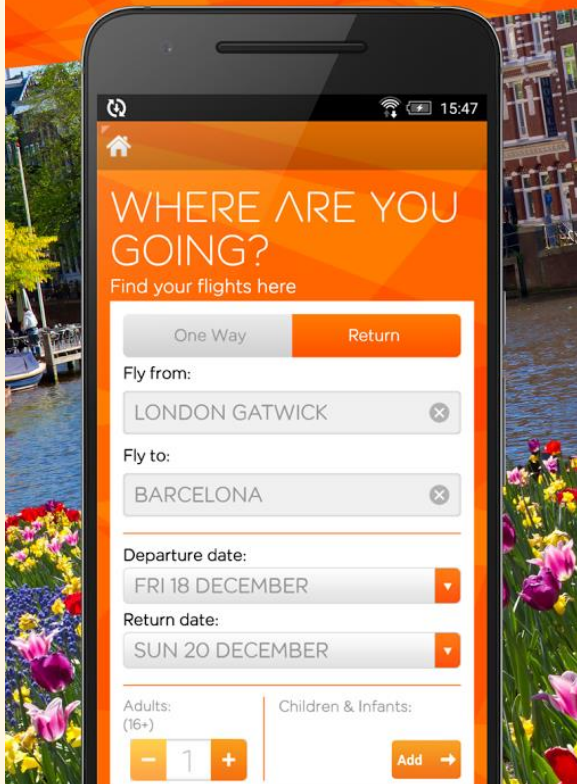 15:47
WHERE ARE YOU
GOING?
Find your flights here
One Way
Return
Fly from:
LONDON GATWICK
Fly to:
BARCELONA
Departure date:
FRI 18 DECEMBER
Return date:
SUN 20 DECEMBER
Adults:
(16+)
Children & Infants:
- 1 +
Add